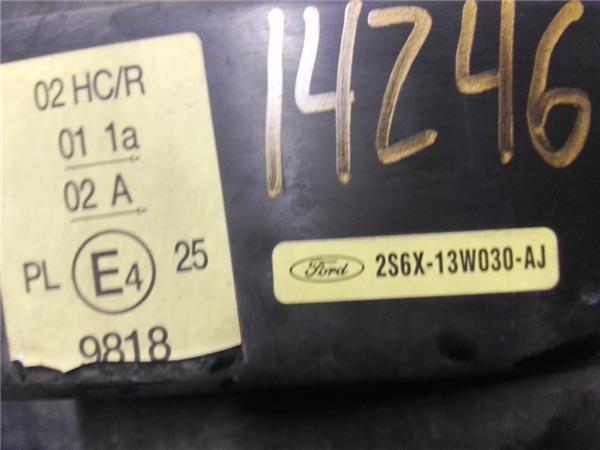 14246
02 HC/R
01 1a
02 A
PL E4 25
9818
Ford 2S6X-13W030-AJ